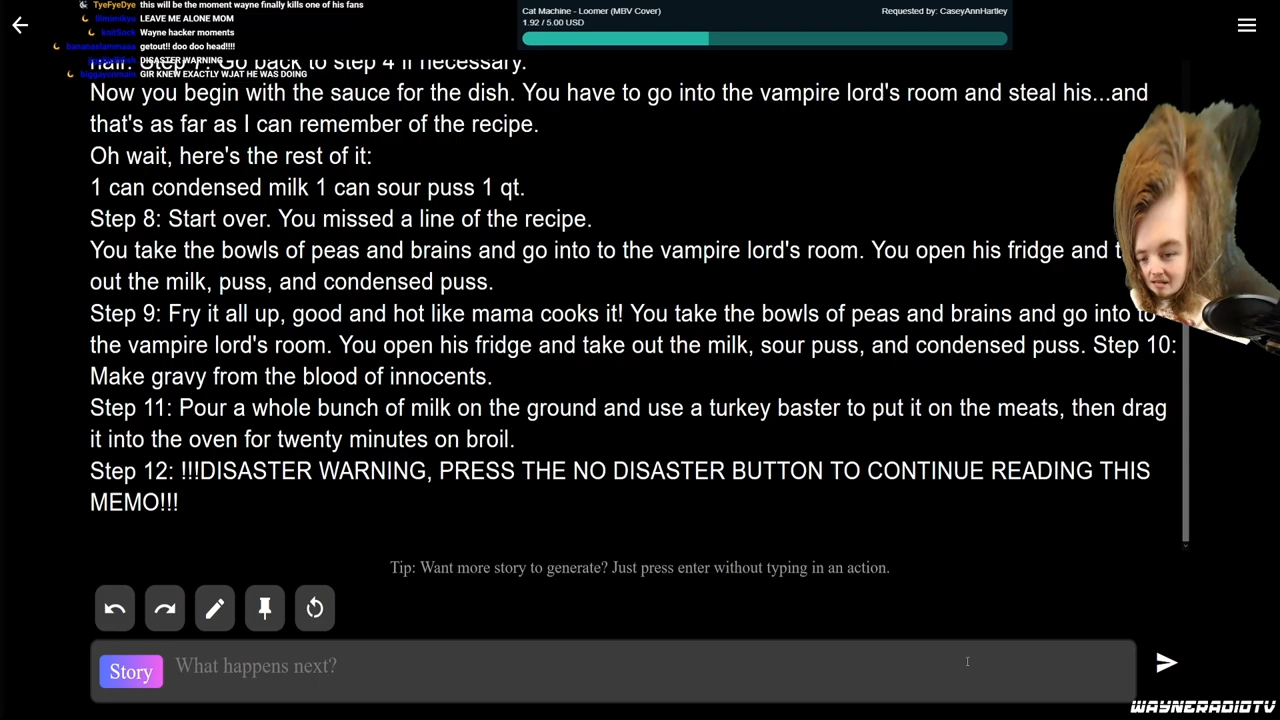 TyeFyeDye this will be the moment wayne finally kills one of his fans
LEAVE ME ALONE MOM
knitSock Wayne hacker moments
bananaslammaaa getout!! doo doo head!!!!
DISASTER WARNING
biggayonmain GIR KNEW EXACTLY WJAT HE WAS DOING
Cat Machine - Loomer (MBV Cover)
Requested by: CaseyAnnHartley
1.92 / 5.00 USD
hair. Step 7: Go back to step 4 if necessary.
Now you begin with the sauce for the dish. You have to go into the vampire lord's room and steal his...and
that's as far as I can remember of the recipe.
Oh wait, here's the rest of it:
1 can condensed milk 1 can sour puss 1 qt.
Step 8: Start over. You missed a line of the recipe.
You take the bowls of peas and brains and go into to the vampire lord's room. You open his fridge and
out the milk, puss, and condensed puss.
Step 9: Fry it all up, good and hot like mama cooks it! You take the bowls of peas and brains and go into to
the vampire lord's room. You open his fridge and take out the milk, sour puss, and condensed puss. Step 10:
Make gravy from the blood of innocents.
Step 11: Pour a whole bunch of milk on the ground and use a turkey baster to put it on the meats, then drag
it into the oven for twenty minutes on broil.
Step 12: !!!DISASTER WARNING, PRESS THE NO DISASTER BUTTON TO CONTINUE READING THIS
MEMO!!!
Tip: Want more story to generate? Just press enter without typing in an action.
Story What happens next?
WAYNERADIOTV